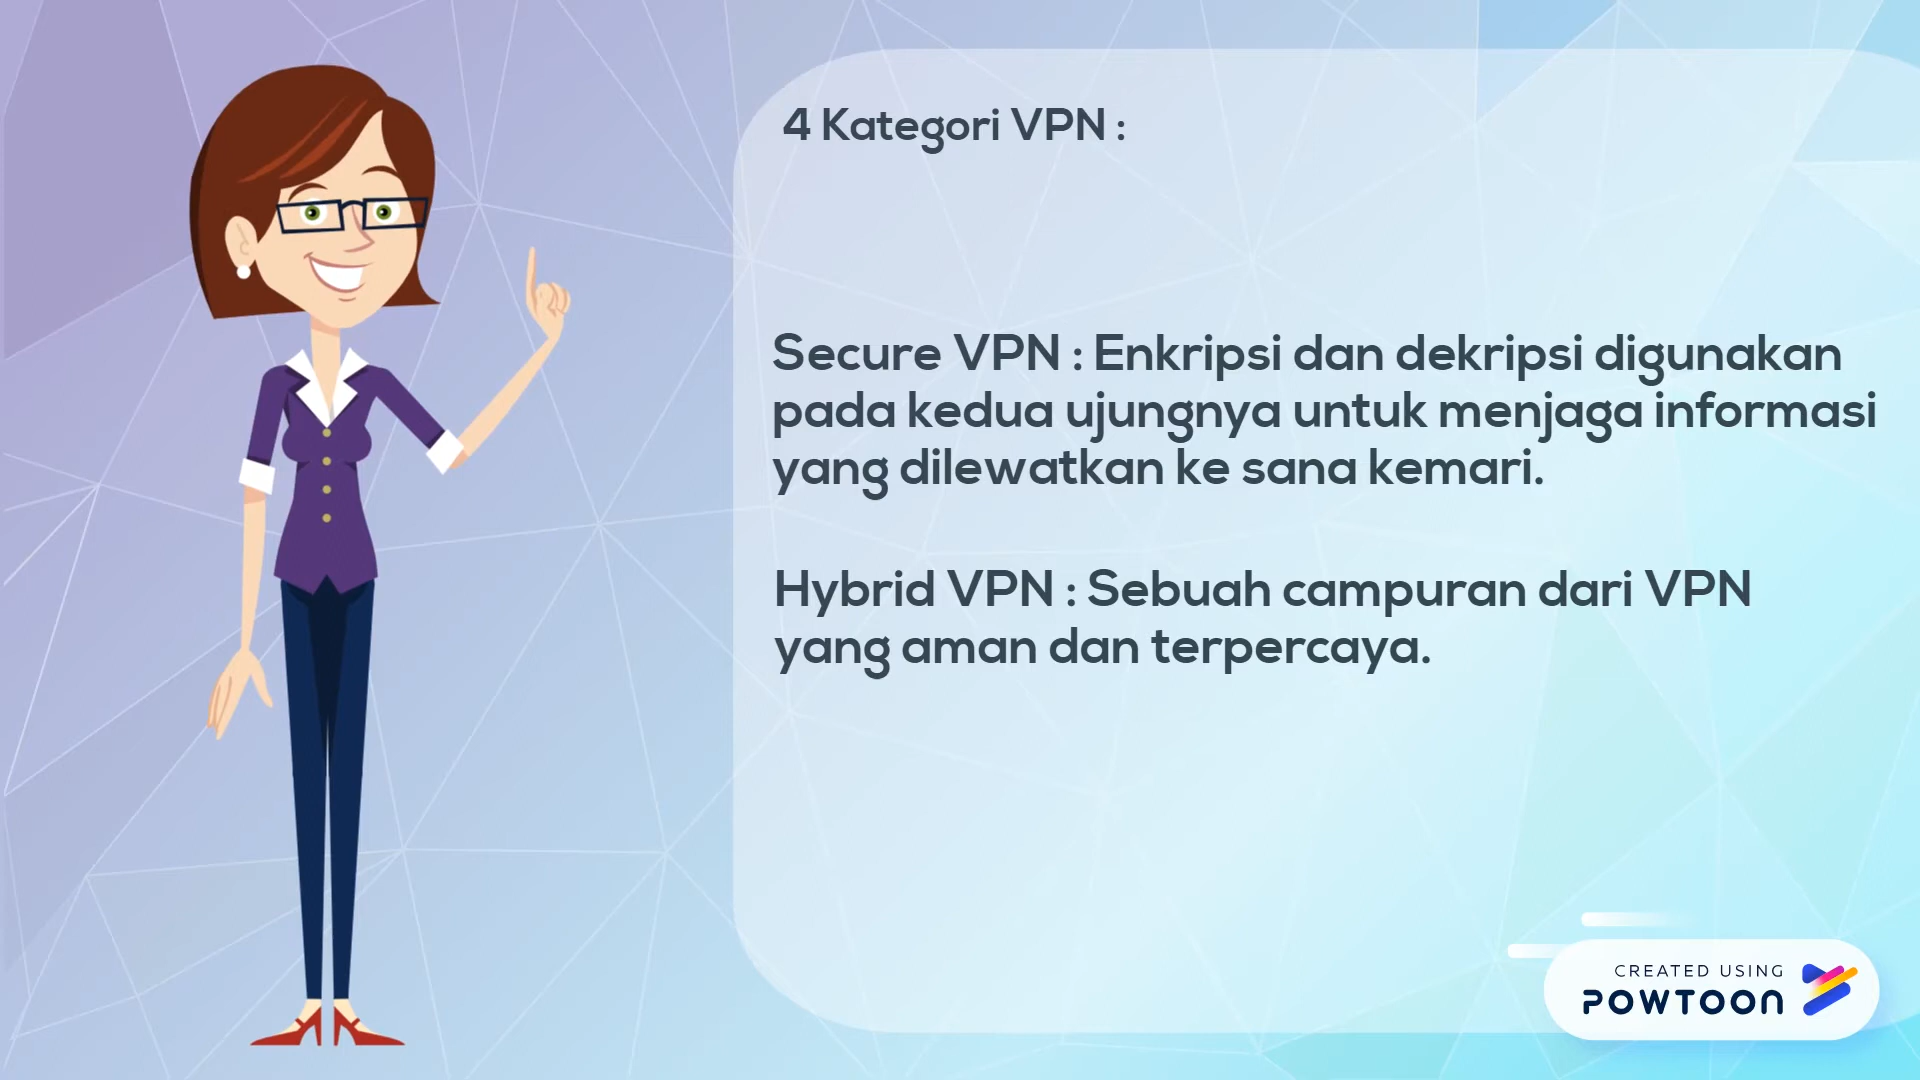 4 Kategori VPN :
Secure VPN : Enkripsi dan dekripsi digunakan
pada kedua ujungnya untuk menjaga informasi
yang dilewatkan ke sana kemari.
Hybrid VPN : Sebuah campuran dari VPN
yang aman dan terpercaya.
CREATED USING
POWTOON